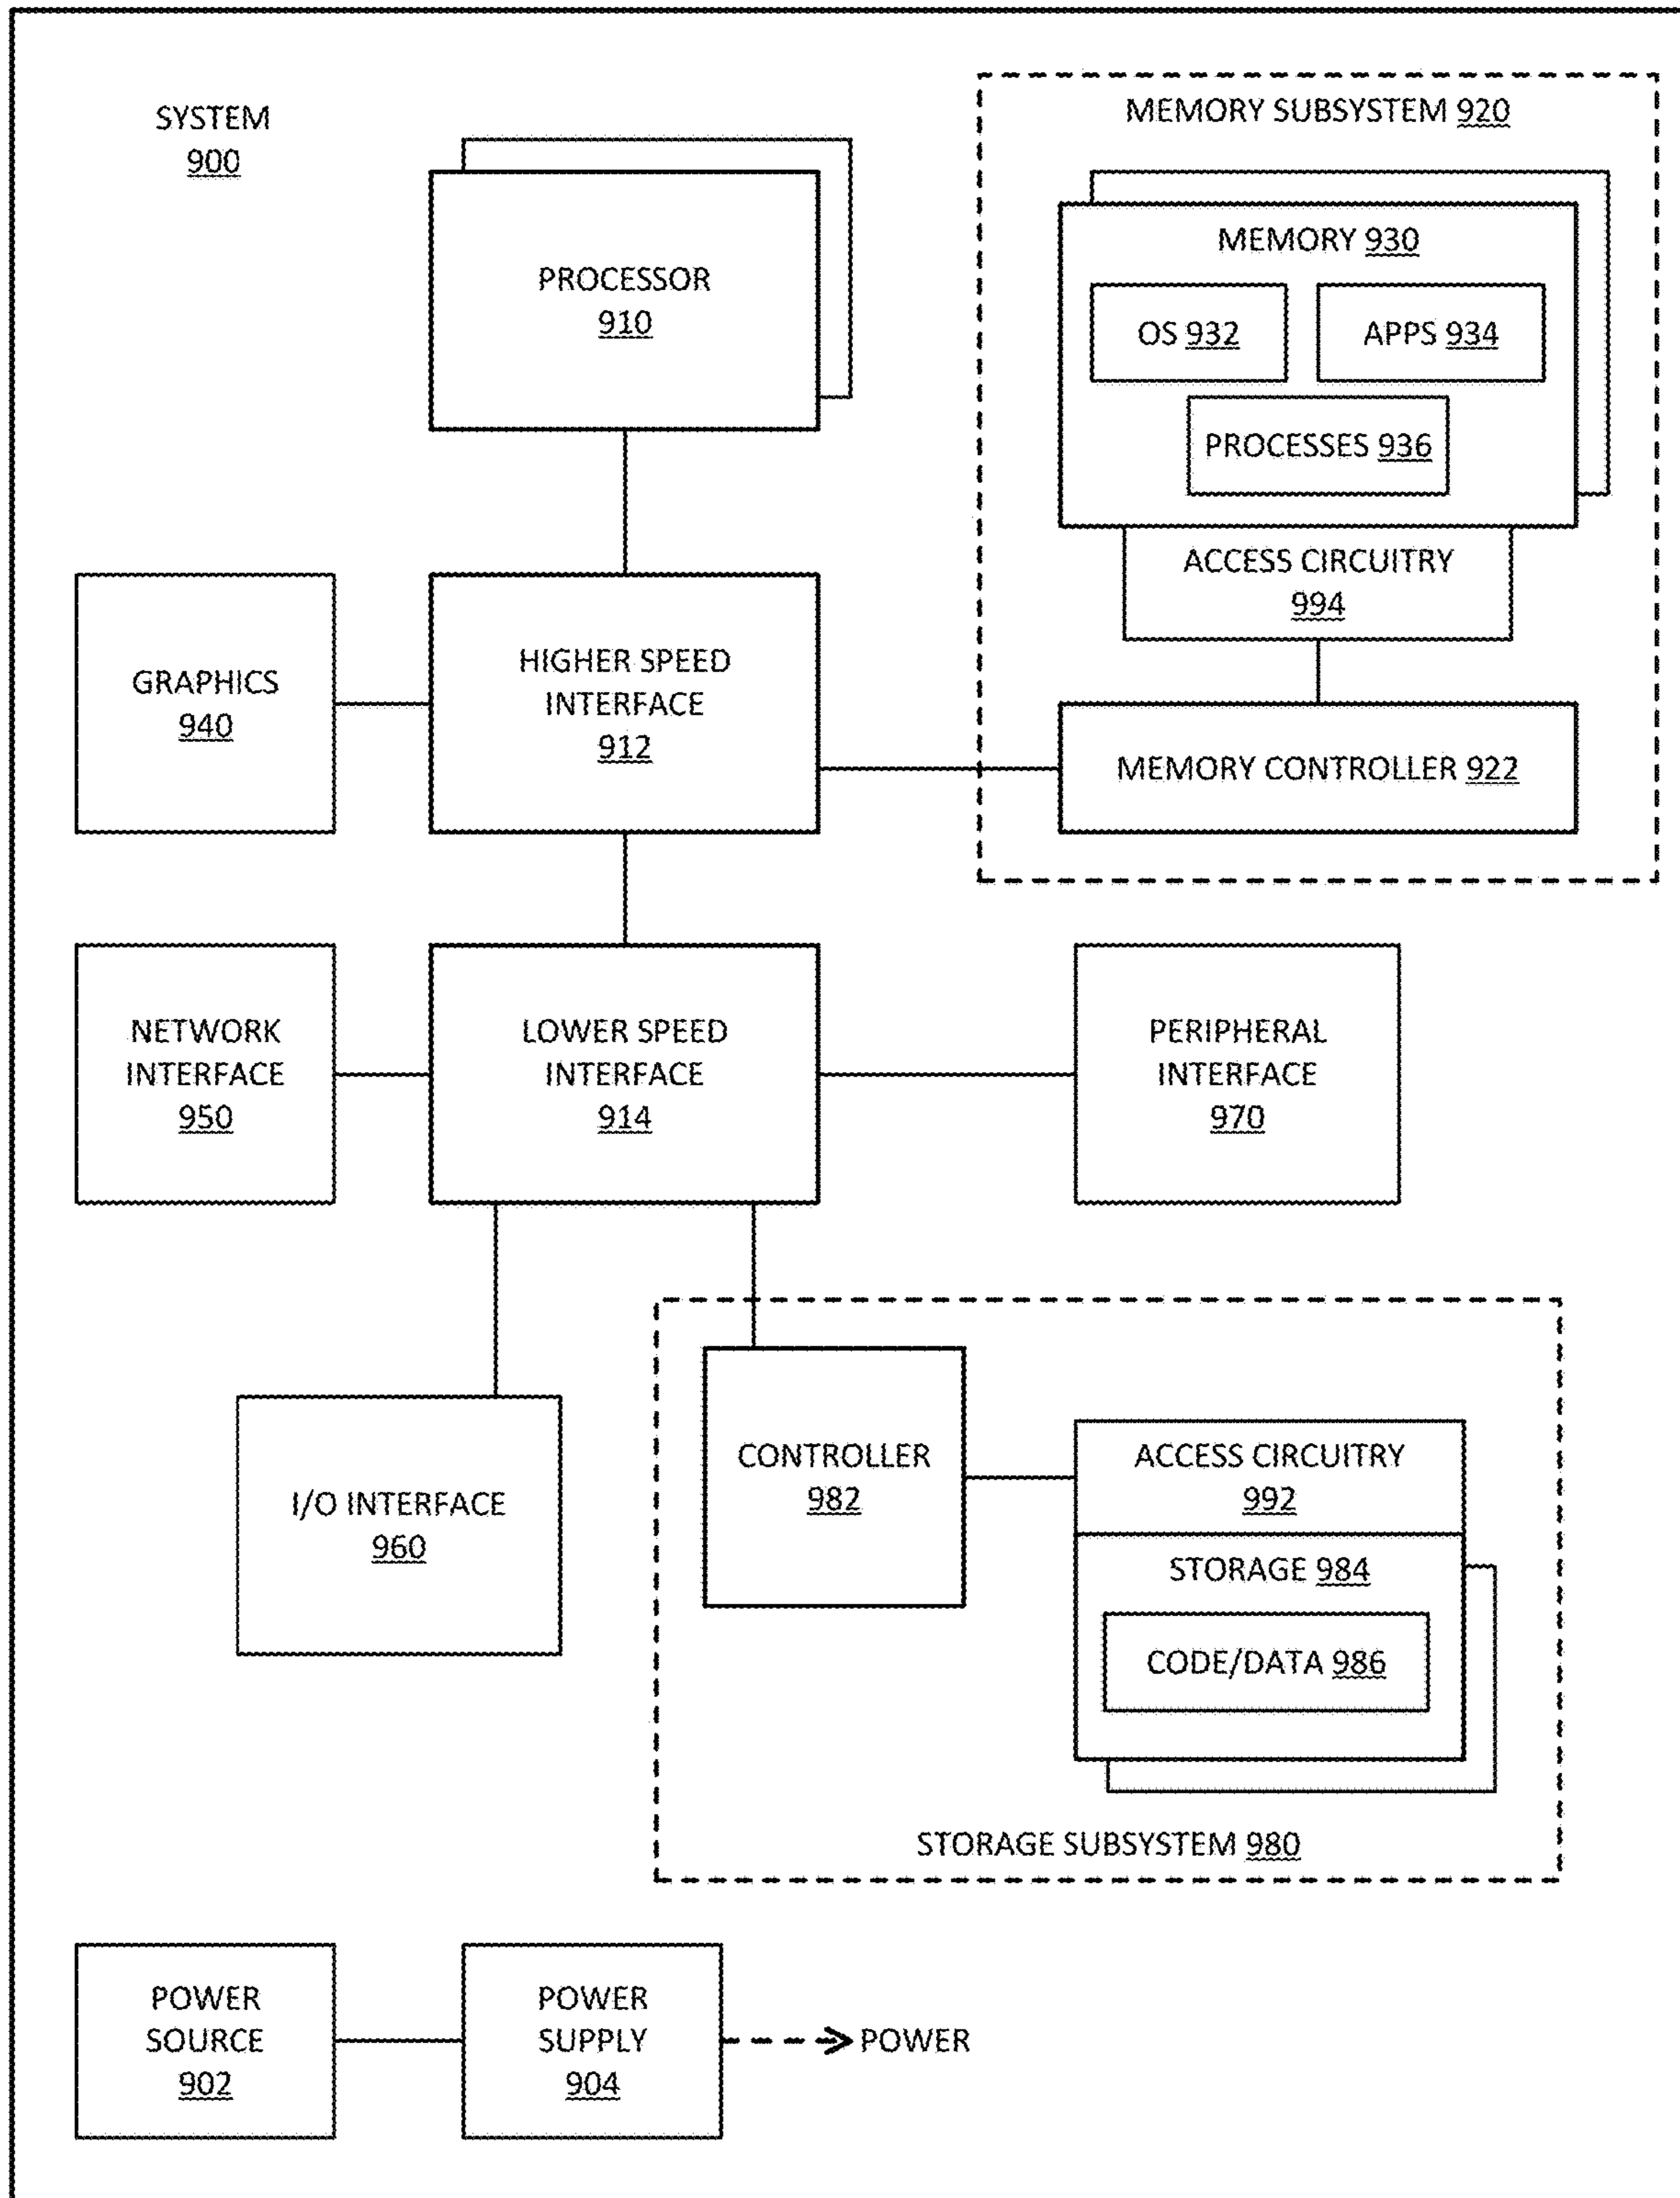 SYSTEM
900
MEMORY SUBSYSTEM 920
PROCESSOR
910
MEMORY 930
OS 932
APPS 934
PROCESSES 936
ACCESS CIRCUITRY
994
GRAPHICS
940
HIGHER SPEED
INTERFACE
912
MEMORY CONTROLLER 922
NETWORK
INTERFACE
950
LOWER SPEED
INTERFACE
914
PERIPHERAL
INTERFACE
970
I/O INTERFACE
960
CONTROLLER
982
ACCESS CIRCUITRY
992
STORAGE 984
CODE/DATA 986
STORAGE SUBSYSTEM 980
POWER
SOURCE
902
POWER
SUPPLY
904
POWER